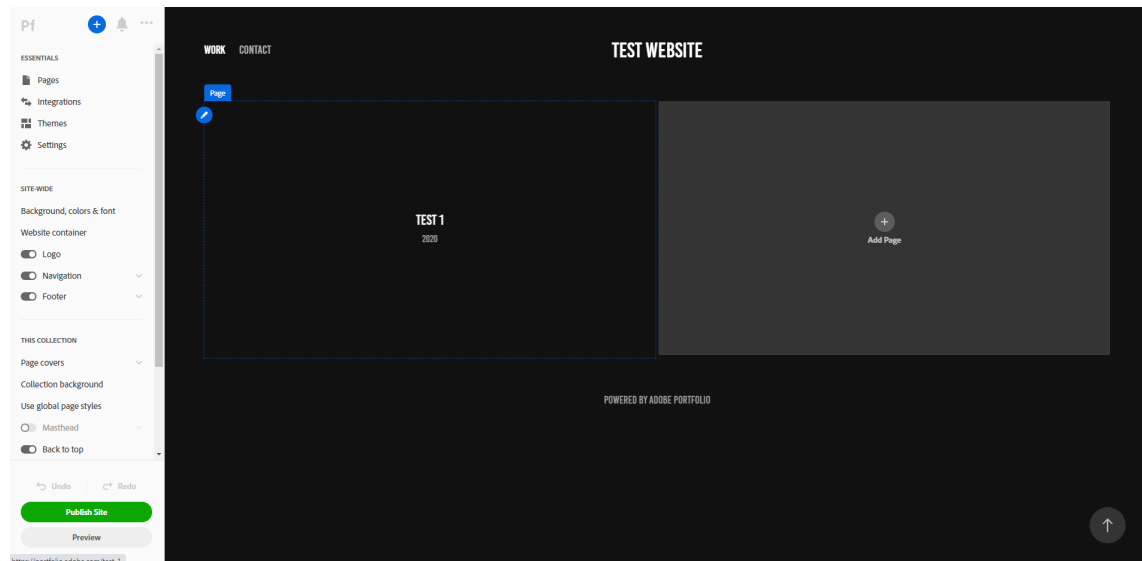 Pf
ESSENTIALS
Pages
Integrations
Themes
Settings
SITE-WIDE
Background, colors & font
Website container
Logo
Navigation
Footer
THIS COLLECTION
Page covers
Collection background
Use global page styles
Masthead
Back to top
Undo Redo
Publish Site
Preview
WORK CONTACT
TEST WEBSITE
Page
TEST 1
2020
Add Page
POWERED BY ADOBE PORTFOLIO